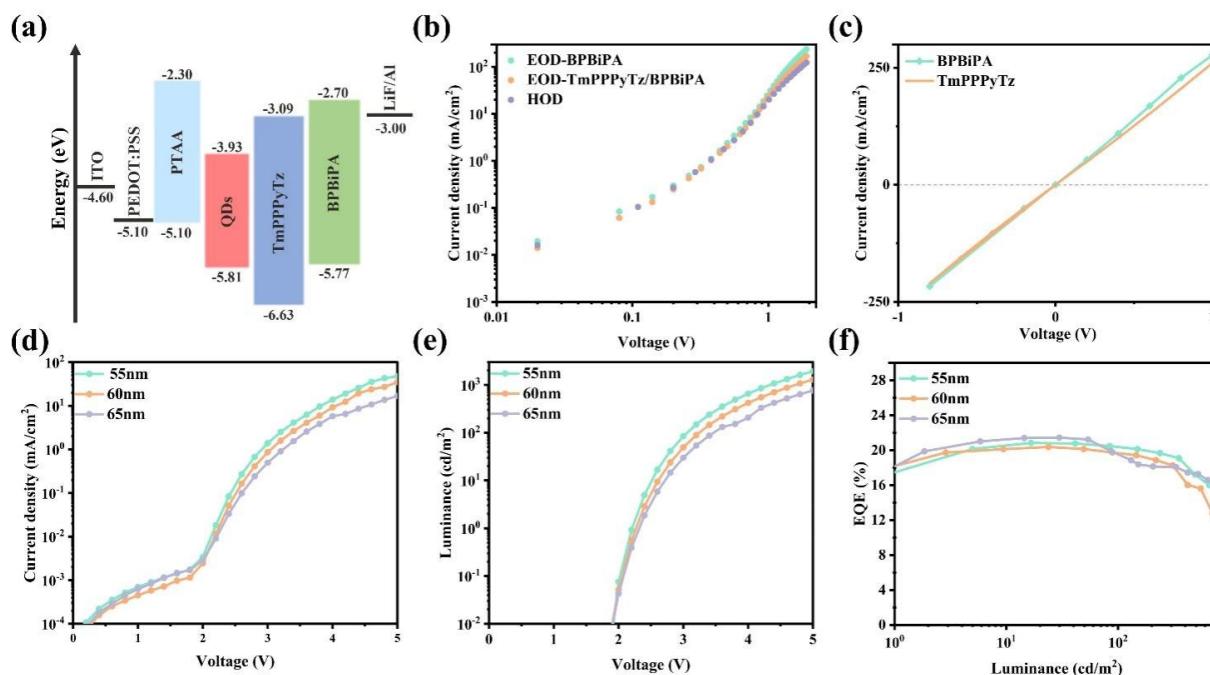 (a)
Energy (eV)
ITO
-4.60
PEDOT:PSS
-5.10
-2.30
PTAA
-5.10
-3.93
QDs
-5.81
-3.09
TmPPPyTz
-6.63
-2.70
BPBiPA
-5.77
LiF/Al
-3.00
(b)
Current density (mA/cm²)
10²
10¹
10⁰
10⁻¹
10⁻²
10⁻³
EOD-BPBiPA
EOD-TmPPPyTz/BPBiPA
HOD
0.01
0.1
1
Voltage (V)
(c)
Current density (mA/cm²)
250
0
-250
BPBiPA
TmPPPyTz
-1
0
1
Voltage (V)
(d)
Current density (mA/cm²)
10²
10¹
10⁰
10⁻¹
10⁻²
10⁻³
10⁻⁴
55nm
60nm
65nm
0
1
2
3
4
5
Voltage (V)
(e)
Luminance (cd/m²)
10³
10²
10¹
10⁰
10⁻¹
10⁻²
55nm
60nm
65nm
0
1
2
3
4
5
Voltage (V)
(f)
EQE (%)
28
24
20
16
12
8
4
0
55nm
60nm
65nm
10⁰
10¹
10²
Luminance (cd/m²)